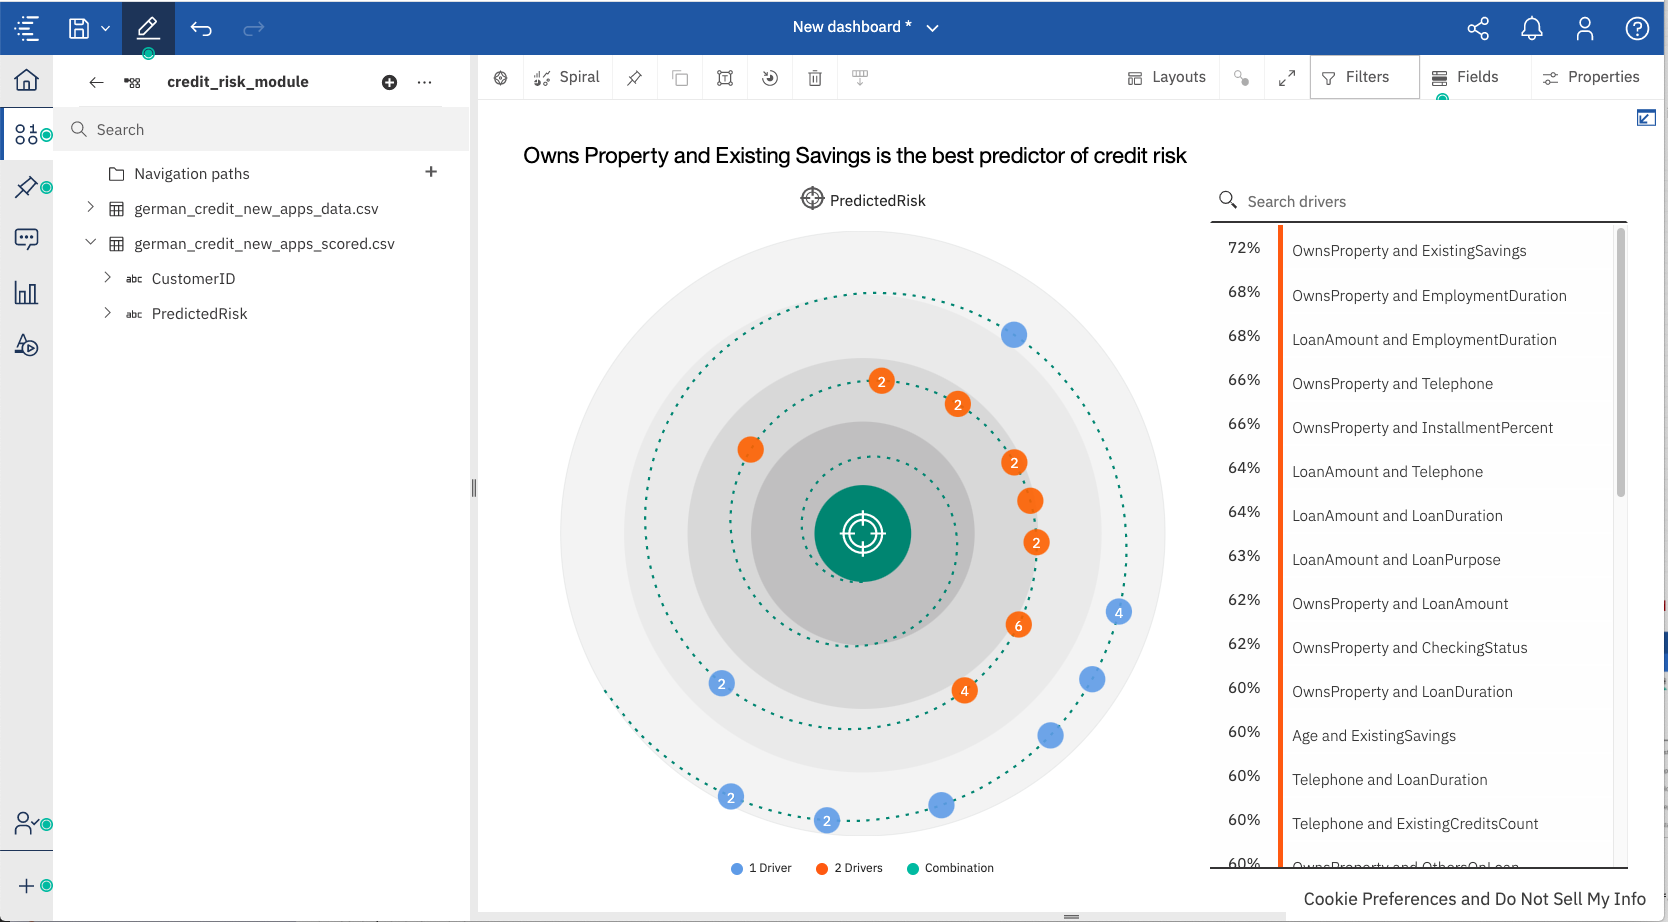 New dashboard *
credit_risk_module
Spiral
Layouts
Filters
Fields
Properties
Search
Navigation paths
german_credit_new_apps_data.csv
german_credit_new_apps_scored.csv
abc CustomerID
abc PredictedRisk
Owns Property and Existing Savings is the best predictor of credit risk
PredictedRisk
2
2
2
2
6
4
4
2
2
2
1 Driver
2 Drivers
Combination
Search drivers
72% OwnsProperty and ExistingSavings
68% OwnsProperty and EmploymentDuration
68% LoanAmount and EmploymentDuration
66% OwnsProperty and Telephone
66% OwnsProperty and InstallmentPercent
64% LoanAmount and Telephone
64% LoanAmount and LoanDuration
63% LoanAmount and LoanPurpose
62% OwnsProperty and LoanAmount
62% OwnsProperty and CheckingStatus
60% OwnsProperty and LoanDuration
60% Age and ExistingSavings
60% Telephone and LoanDuration
60% Telephone and ExistingCreditsCount
60% OwnsProperty and OthersOnLoan
Cookie Preferences and Do Not Sell My Info